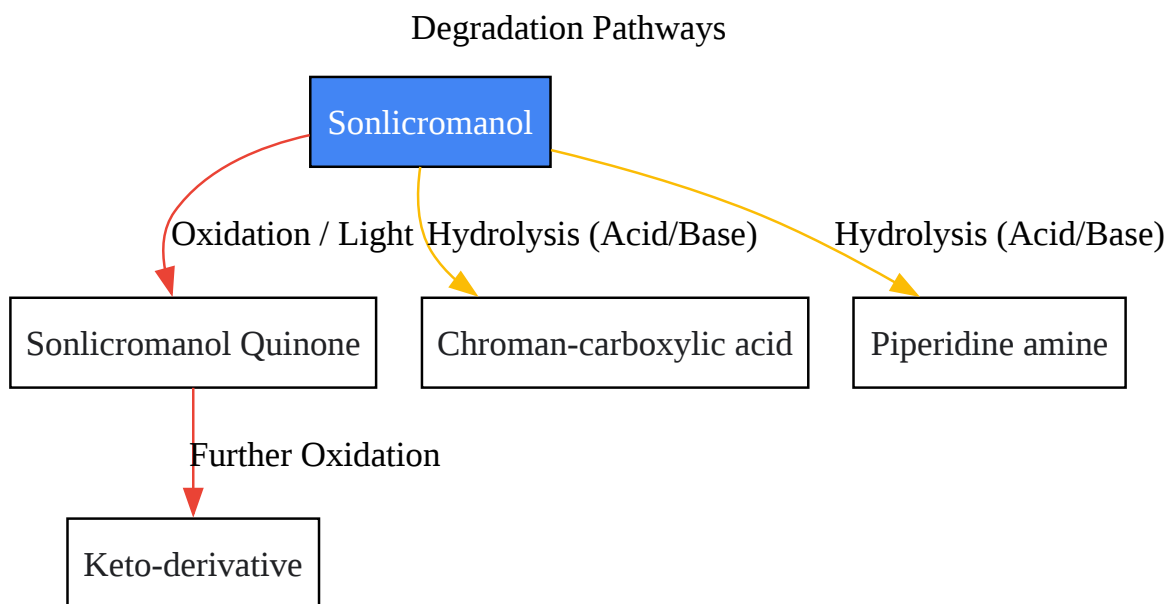 Degradation Pathways
Sonlicromanol
Oxidation / Light
Hydrolysis (Acid/Base)
Hydrolysis (Acid/Base)
Sonlicromanol Quinone
Chroman-carboxylic acid
Piperidine amine
Further Oxidation
Keto-derivative